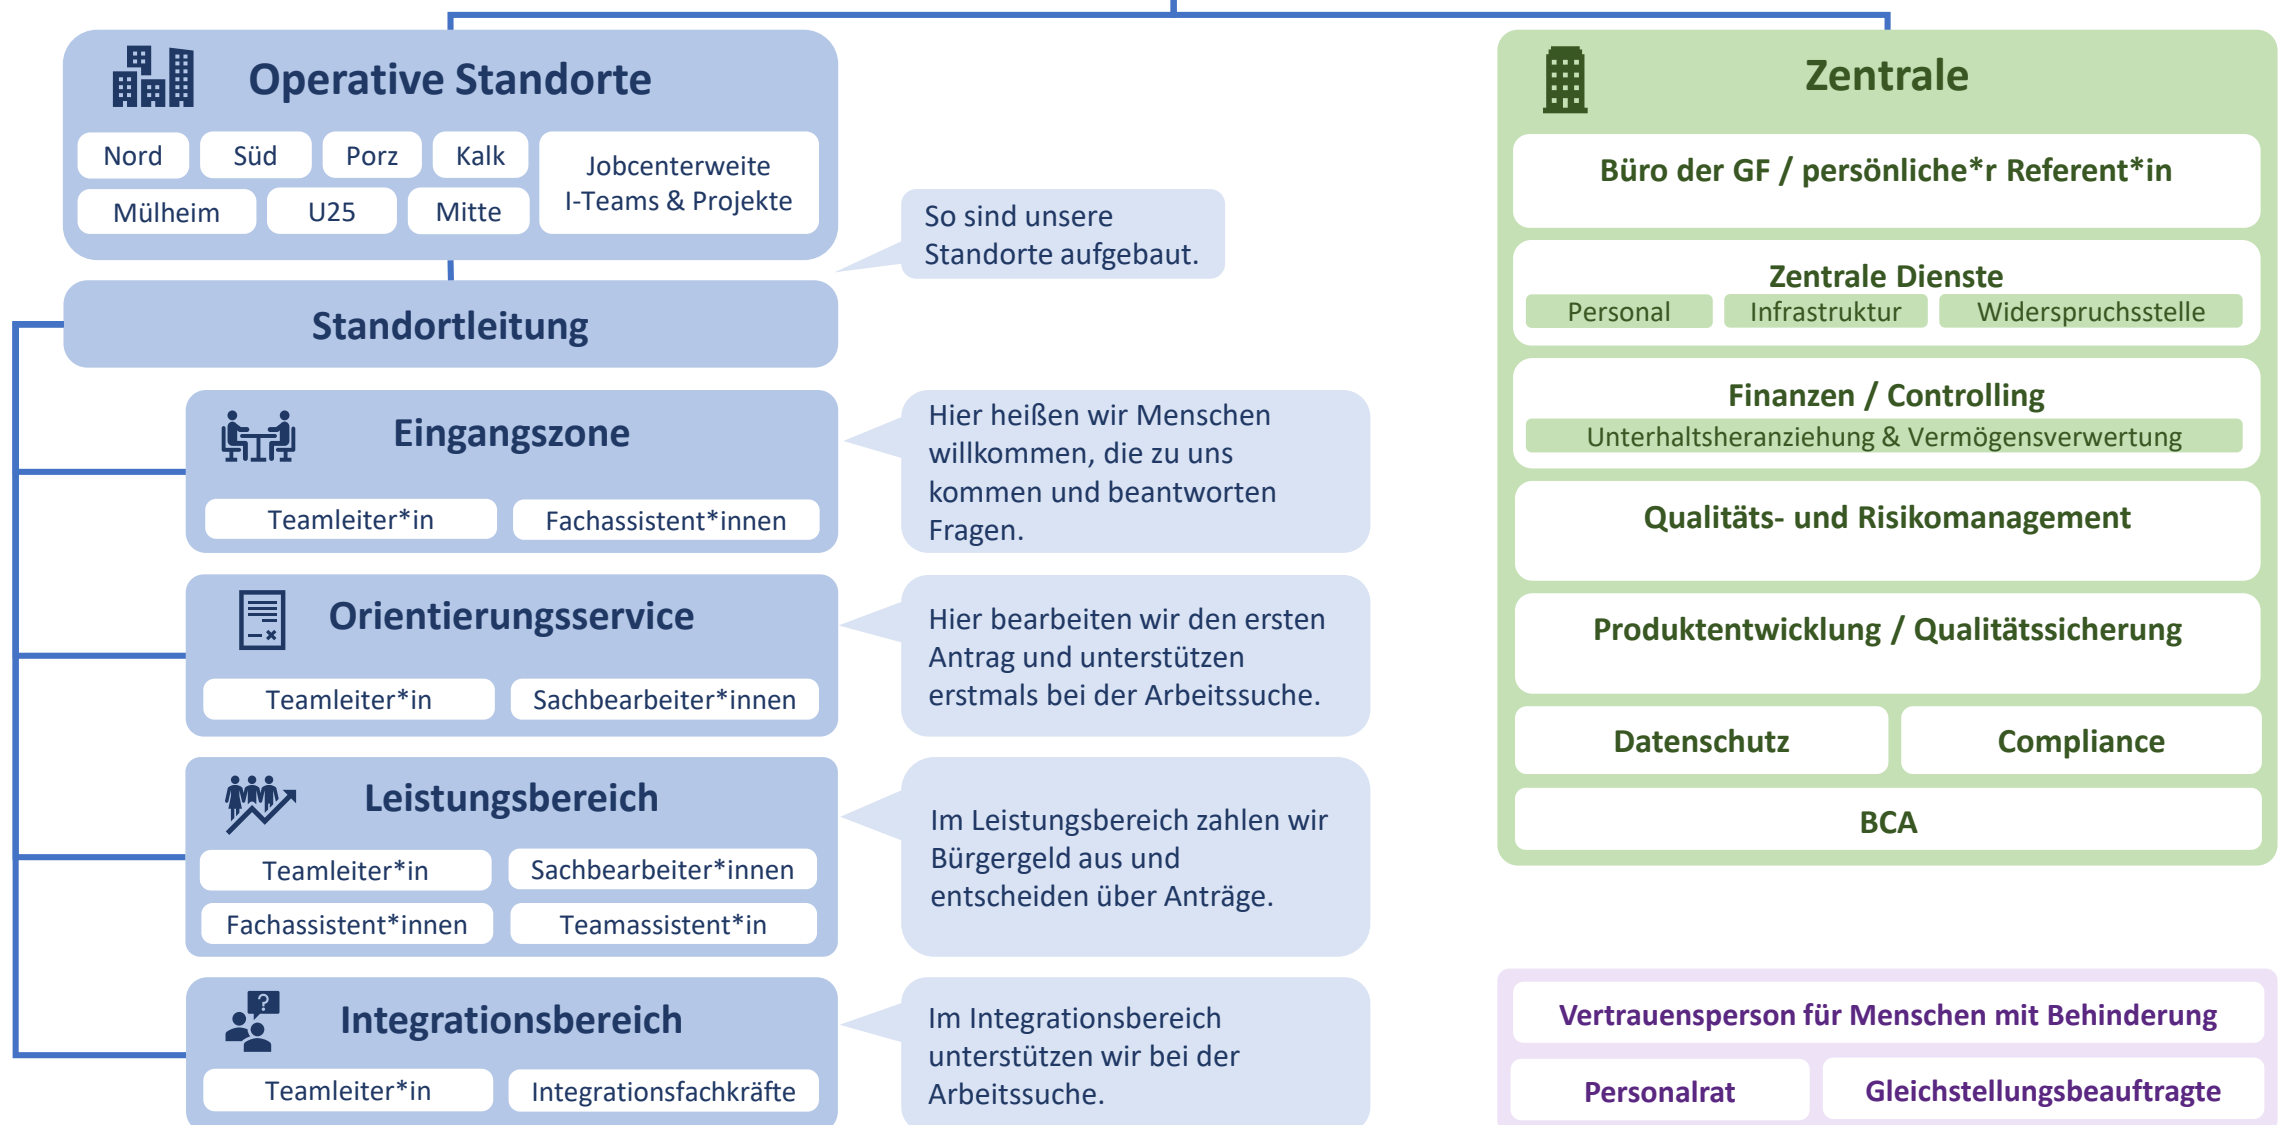 Operative Standorte
Nord
Süd
Porz
Kalk
Mülheim
U25
Mitte
Jobcenterweite
I-Teams & Projekte
So sind unsere
Standorte aufgebaut.
Standortleitung
Eingangszone
Teamleiter*in
Fachassistent*innen
Hier heißen wir Menschen
willkommen, die zu uns
kommen und beantworten
Fragen.
Orientierungsservice
Teamleiter*in
Sachbearbeiter*innen
Hier bearbeiten wir den ersten
Antrag und unterstützen
erstmals bei der Arbeitssuche.
Leistungsbereich
Teamleiter*in
Sachbearbeiter*innen
Fachassistent*innen
Teamassistent*in
Im Leistungsbereich zahlen wir
Bürgergeld aus und
entscheiden über Anträge.
?
Integrationsbereich
Teamleiter*in
Integrationsfachkräfte
Im Integrationsbereich
unterstützen wir bei der
Arbeitssuche.
Zentrale
Büro der GF / persönliche*r Referent*in
Zentrale Dienste
Personal
Infrastruktur
Widerspruchsstelle
Finanzen / Controlling
Unterhaltsheranziehung & Vermögensverwertung
Qualitäts- und Risikomanagement
Produktentwicklung / Qualitätssicherung
Datenschutz
Compliance
BCA
Vertrauensperson für Menschen mit Behinderung
Personalrat
Gleichstellungsbeauftragte